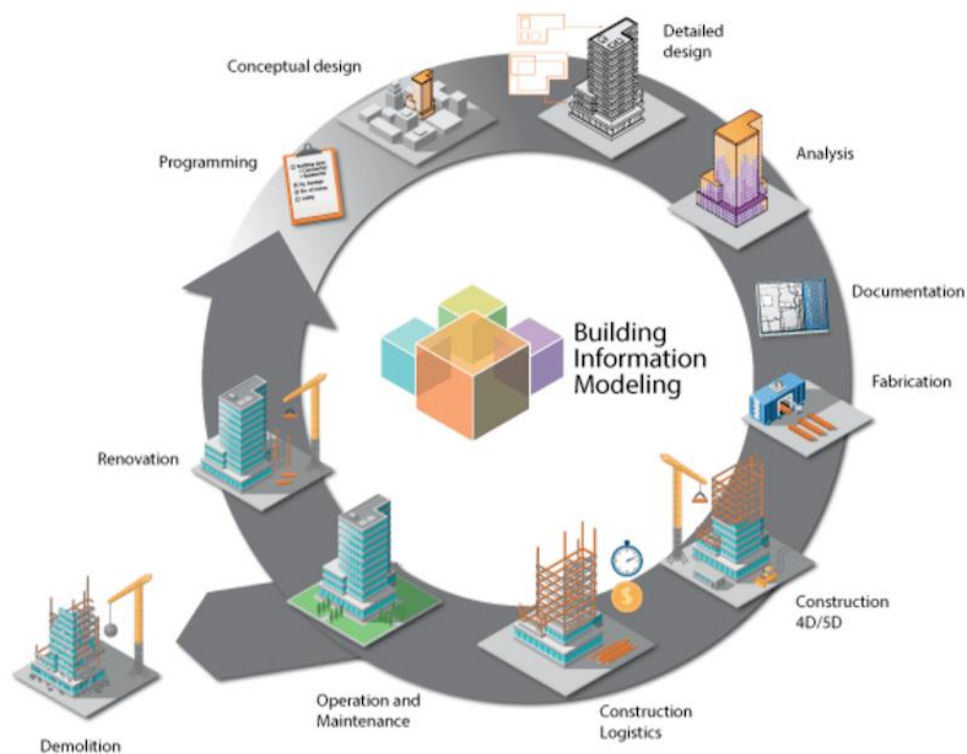 Detailed
design
Conceptual design
Programming
Analysis
Documentation
Building
Information
Modeling
Fabrication
Renovation
Construction
4D/5D
Operation and
Maintenance
Construction
Logistics
Demolition
$